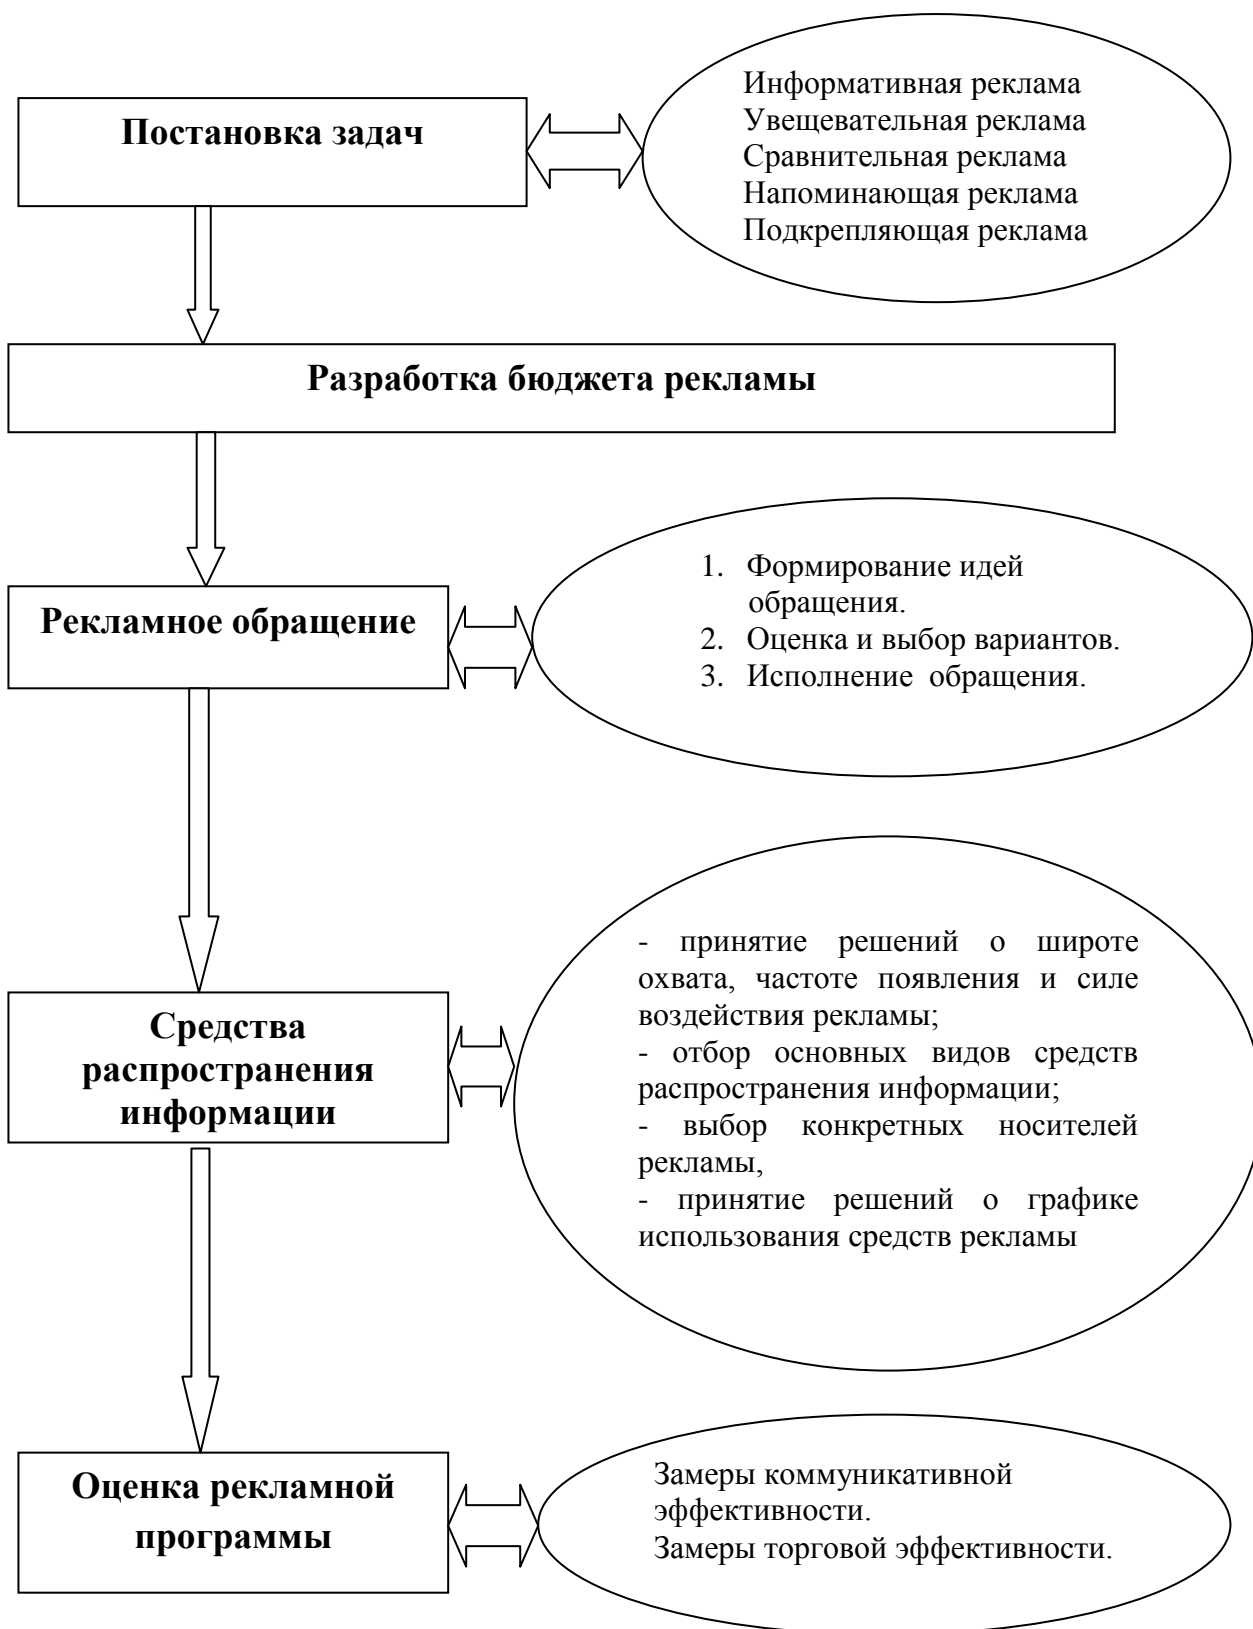 Постановка задач
Информативная реклама
Увещевательная реклама
Сравнительная реклама
Напоминающая реклама
Подкрепляющая реклама
Разработка бюджета рекламы
Рекламное обращение
1. Формирование идей
обращения.
2. Оценка и выбор вариантов.
3. Исполнение обращения.
Средства
распространения
информации
- принятие решений о широте
охвата, частоте появления и силе
воздействия рекламы;
- отбор основных видов средств
распространения информации;
- выбор конкретных носителей
рекламы,
- принятие решений о графике
использования средств рекламы
Оценка рекламной
программы
Замеры коммуникативной
эффективности.
Замеры торговой эффективности.